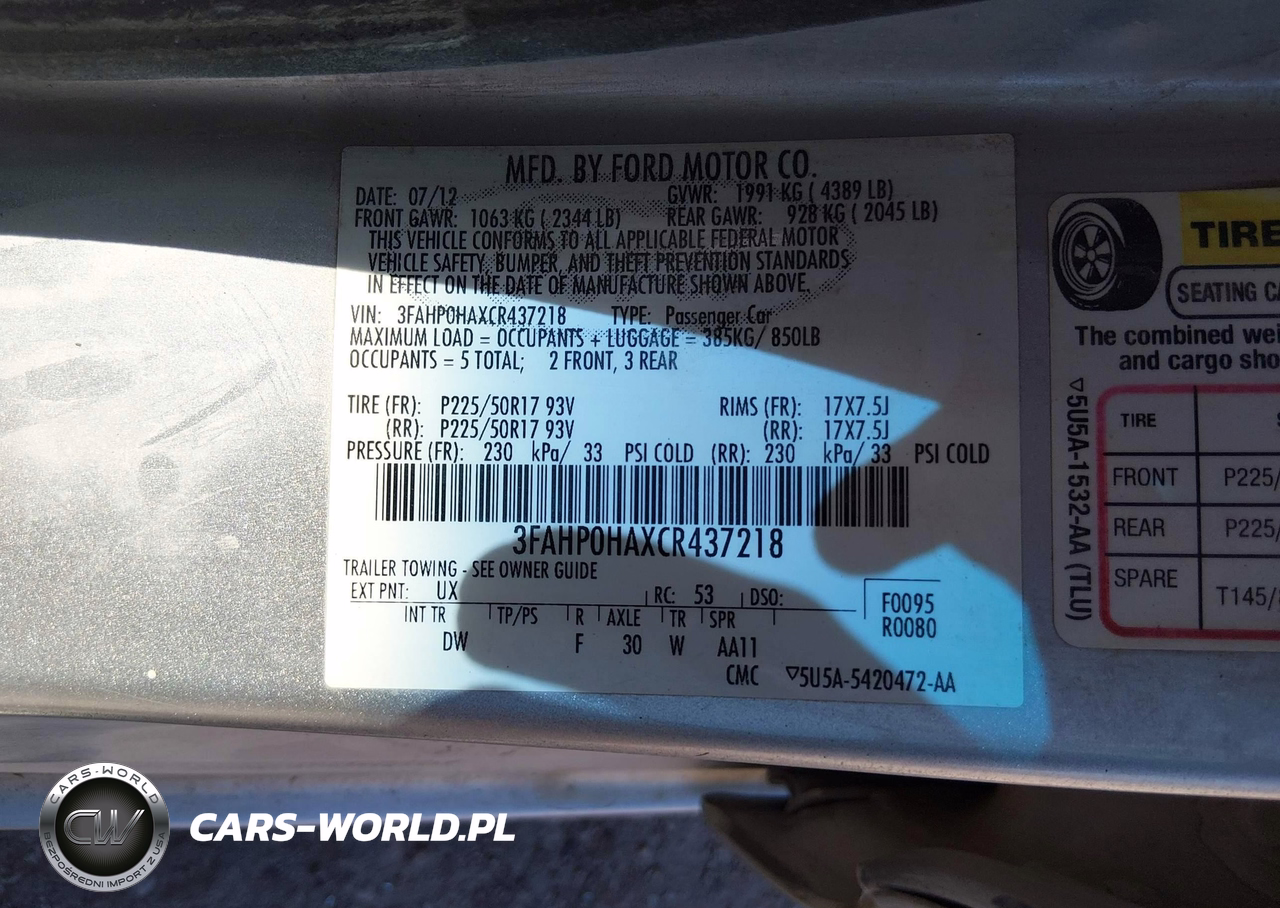 MFD. BY FORD MOTOR CO.
DATE: 07/12 GVWR: 1991 KG ( 4389 LB)
FRONT GAWR: 1063 KG ( 2344 LB) REAR GAWR: 928 KG ( 2045 LB)
THIS VEHICLE CONFORMS TO ALL APPLICABLE FEDERAL MOTOR
VEHICLE SAFETY, BUMPER, AND THEFT PREVENTION STANDARDS
IN EFFECT ON THE DATE OF MANUFACTURE SHOWN ABOVE.
VIN: 3FAHP0HAXCR437218 TYPE: Passenger Car
MAXIMUM LOAD = OCCUPANTS + LUGGAGE = 385KG/ 850LB
OCCUPANTS = 5 TOTAL; 2 FRONT, 3 REAR
TIRE (FR): P225/50R17 93V RIMS (FR): 17X7.5J
(RR): P225/50R17 93V (RR): 17X7.5J
PRESSURE (FR): 230 kPa/ 33 PSI COLD (RR): 230 kPa/ 33 PSI COLD
3FAHP0HAXCR437218
TRAILER TOWING - SEE OWNER GUIDE
EXT PNT: UX RC: 53 DSO:
INT TR TP/PS R AXLE TR SPR
DW F 30 W AA11
F0095
R0080
CMC ▽5U5A-5420472-AA
TIRE
SEATING CA
The combined wei
and cargo sho
▽5U5A-1532-AA (TLU)
TIRE S
FRONT P225/
REAR P225/
SPARE T145/
CARS-WORLD
CW
BEZPOŚREDNI IMPORT Z USA
CARS-WORLD.PL